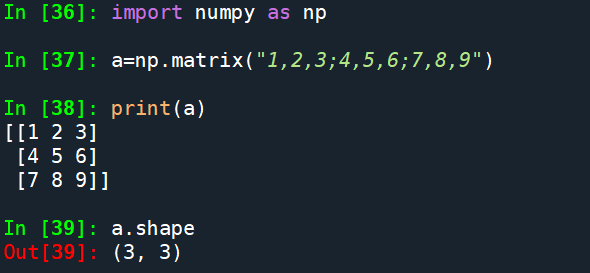 In [36]: import numpy as np
In [37]: a=np.matrix("1,2,3;4,5,6;7,8,9")
In [38]: print(a)
[[1 2 3]
 [4 5 6]
 [7 8 9]]
In [39]: a.shape
Out[39]: (3, 3)